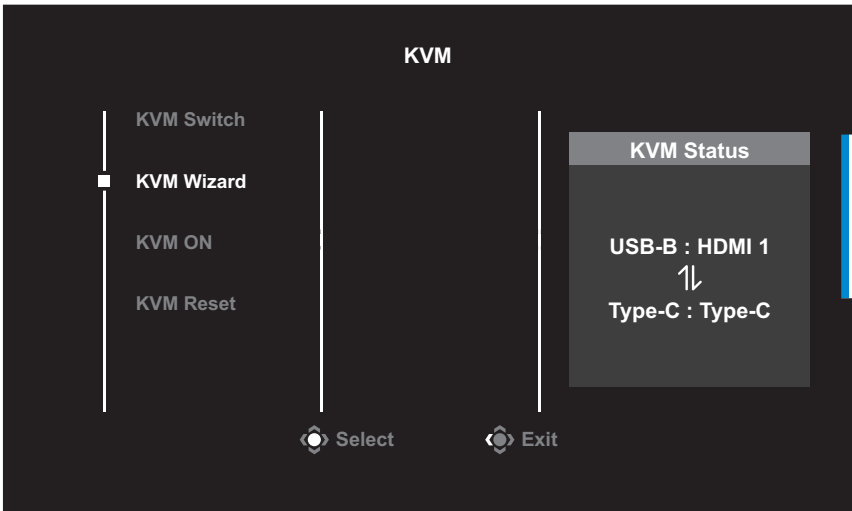 KVM
KVM Switch
KVM Wizard
KVM ON
KVM Reset
KVM Status
USB-B : HDMI 1
Type-C : Type-C
Select
Exit